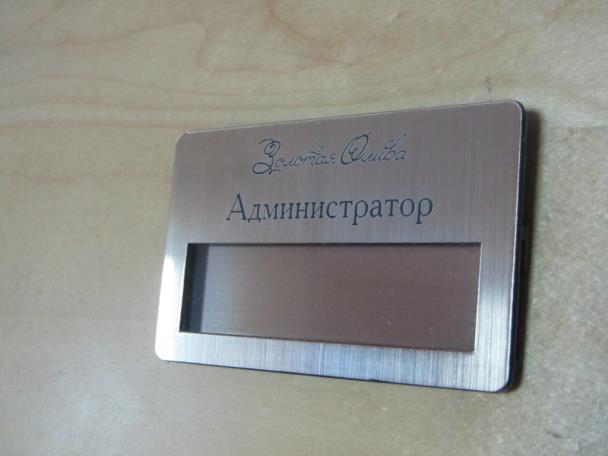 Золотая Олива
Администратор